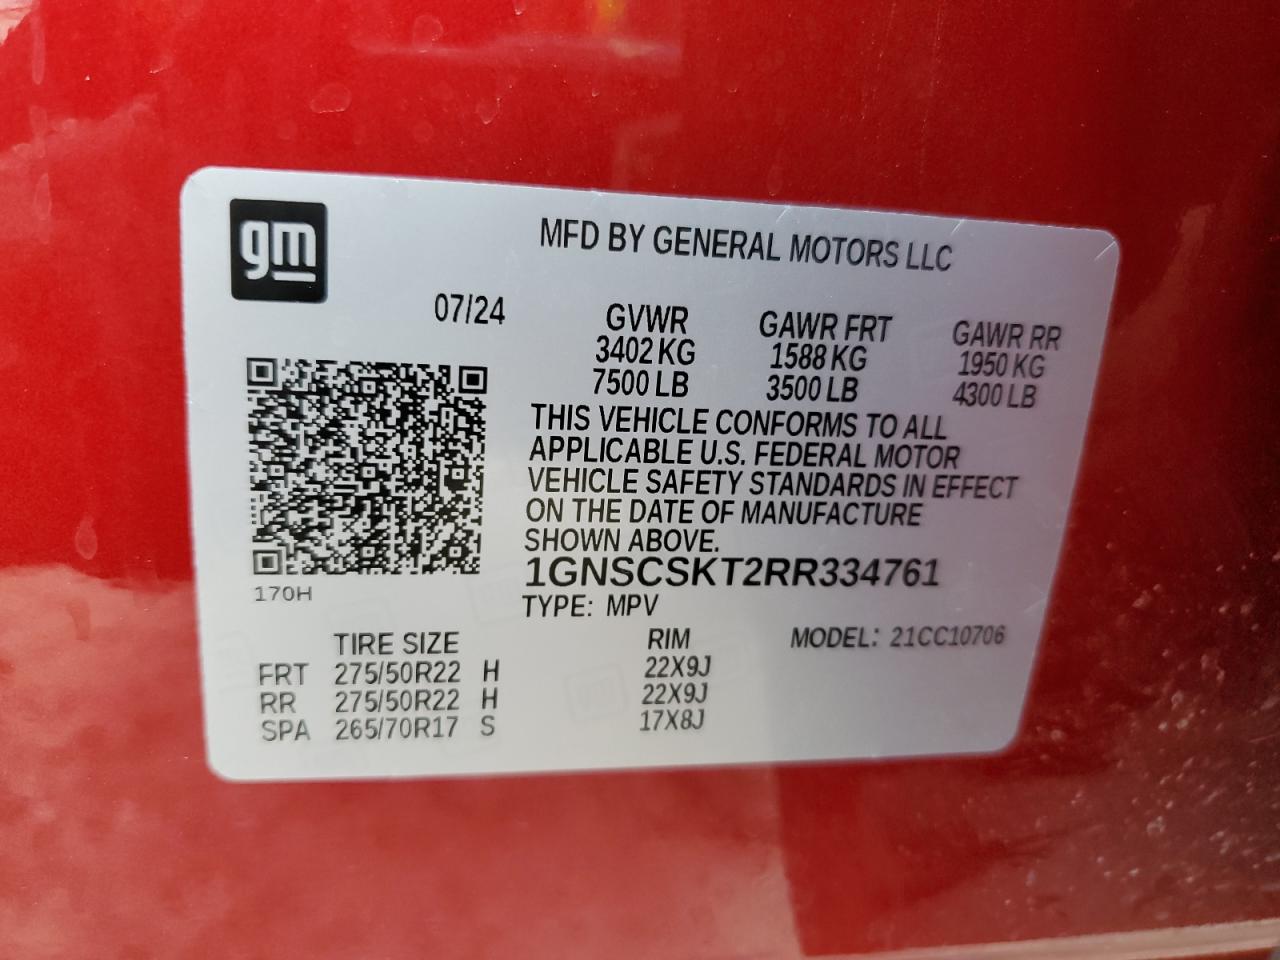 gm
MFD BY GENERAL MOTORS LLC
07/24 GVWR GAWR FRT GAWR RR
3402 KG 1588 KG 1950 KG
7500 LB 3500 LB 4300 LB
THIS VEHICLE CONFORMS TO ALL
APPLICABLE U.S. FEDERAL MOTOR
VEHICLE SAFETY STANDARDS IN EFFECT
ON THE DATE OF MANUFACTURE
SHOWN ABOVE.
170H
1GNSCSKT2RR334761
TYPE: MPV
TIRE SIZE RIM MODEL: 21CC10706
FRT 275/50R22 H 22X9J
RR 275/50R22 H 22X9J
SPA 265/70R17 S 17X8J